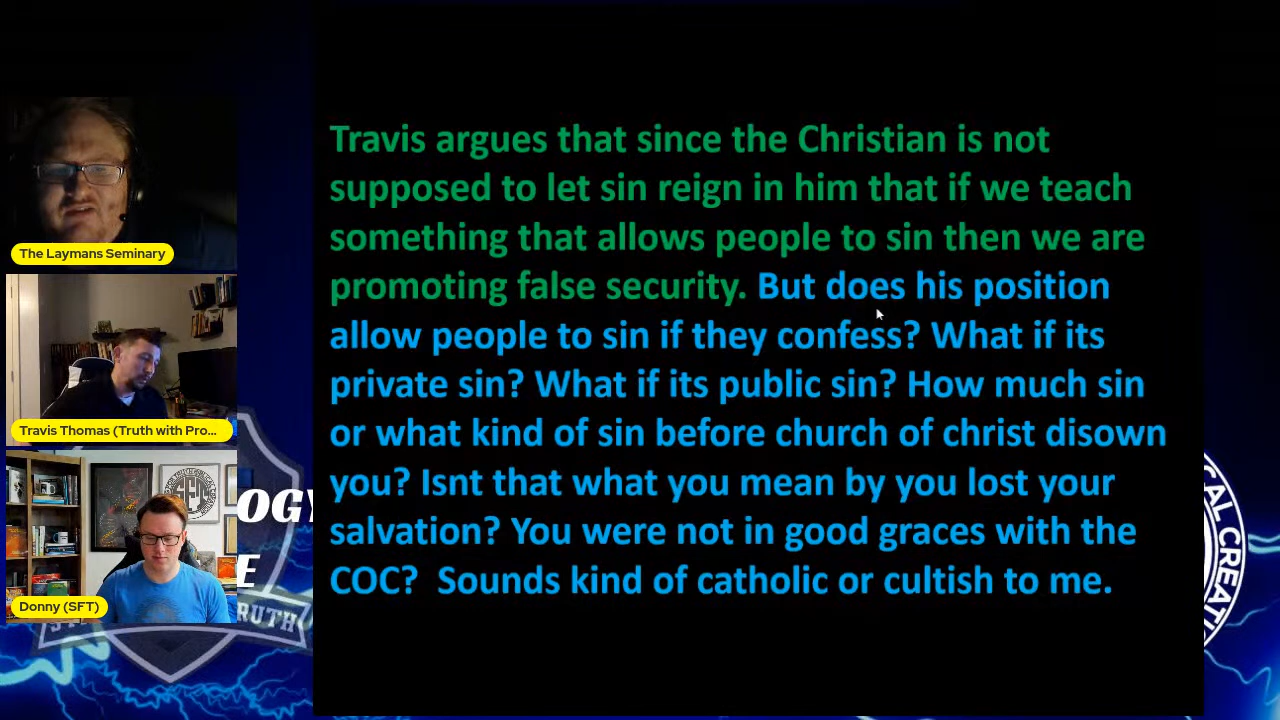 Travis argues that since the Christian is not
supposed to let sin reign in him that if we teach
something that allows people to sin then we are
promoting false security. But does his position
allow people to sin if they confess? What if its
private sin? What if its public sin? How much sin
or what kind of sin before church of christ disown
you? Isnt that what you mean by you lost your
salvation? You were not in good graces with the
COC?  Sounds kind of catholic or cultish to me.
The Laymans Seminary
Travis Thomas (Truth with Pro...
Donny (SFT)
OGY
E
RUTH
CAL CREATI
SFT